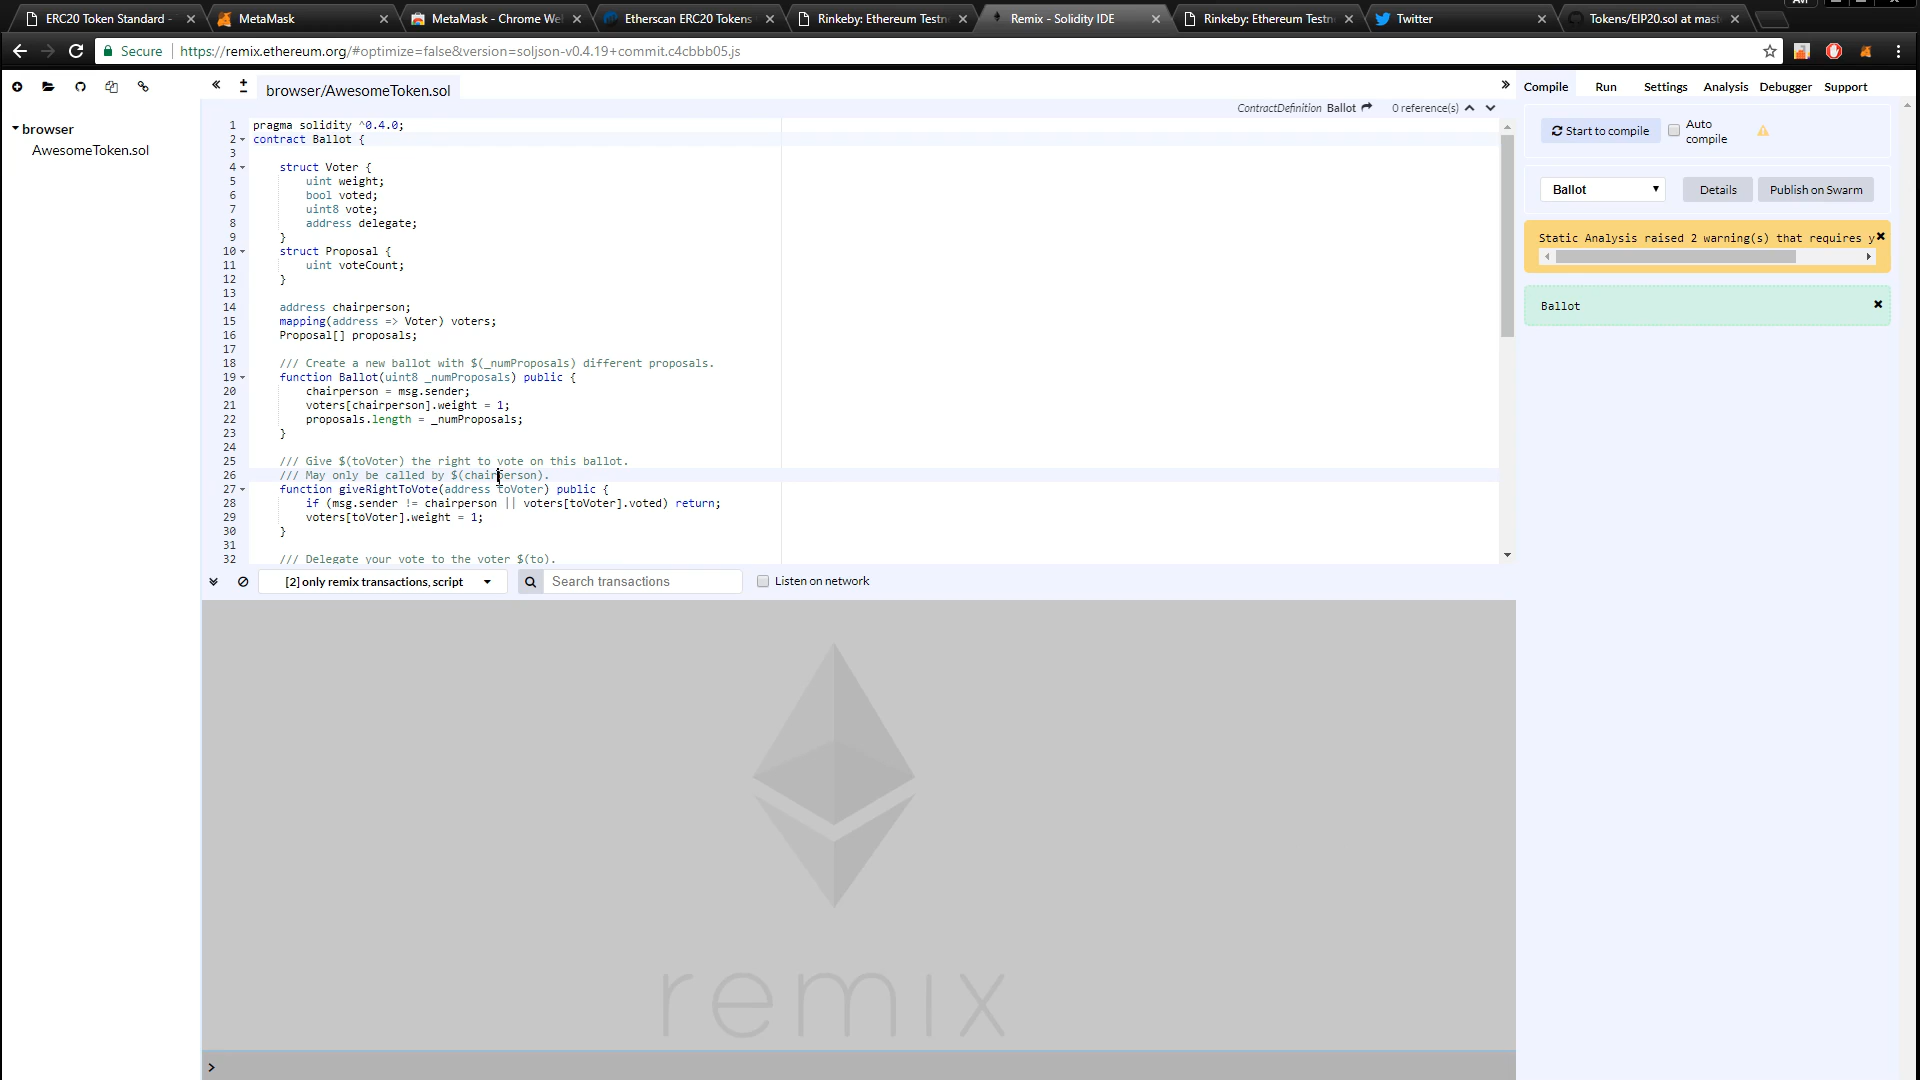 ERC20 Token Standard -
MetaMask
MetaMask - Chrome We
Etherscan ERC20 Tokens
Rinkeby: Ethereum Testn
Remix - Solidity IDE
Rinkeby: Ethereum Testn
Twitter
Tokens/EIP20.sol at mas
Secure
https://remix.ethereum.org/#optimize=false&version=soljson-v0.4.19+commit.c4cbbb05.js
browser/AwesomeToken.sol
Compile Run Settings Analysis Debugger Support
ContractDefinition Ballot 0 reference(s)
browser
AwesomeToken.sol
1 pragma solidity ^0.4.0;
2 contract Ballot {
3
4 struct Voter {
5 uint weight;
6 bool voted;
7 uint8 vote;
8 address delegate;
9 }
10 struct Proposal {
11 uint voteCount;
12 }
13
14 address chairperson;
15 mapping(address => Voter) voters;
16 Proposal[] proposals;
17
18 /// Create a new ballot with $(_numProposals) different proposals.
19 function Ballot(uint8 _numProposals) public {
20 chairperson = msg.sender;
21 voters[chairperson].weight = 1;
22 proposals.length = _numProposals;
23 }
24
25 /// Give $(toVoter) the right to vote on this ballot.
26 /// May only be called by $(chairperson).
27 function giveRightToVote(address toVoter) public {
28 if (msg.sender != chairperson || voters[toVoter].voted) return;
29 voters[toVoter].weight = 1;
30 }
31
32 /// Delegate your vote to the voter $(to).
Start to compile
Auto compile
Ballot
Details
Publish on Swarm
Static Analysis raised 2 warning(s) that requires y
Ballot
[2] only remix transactions, script
Search transactions
Listen on network
remix
>